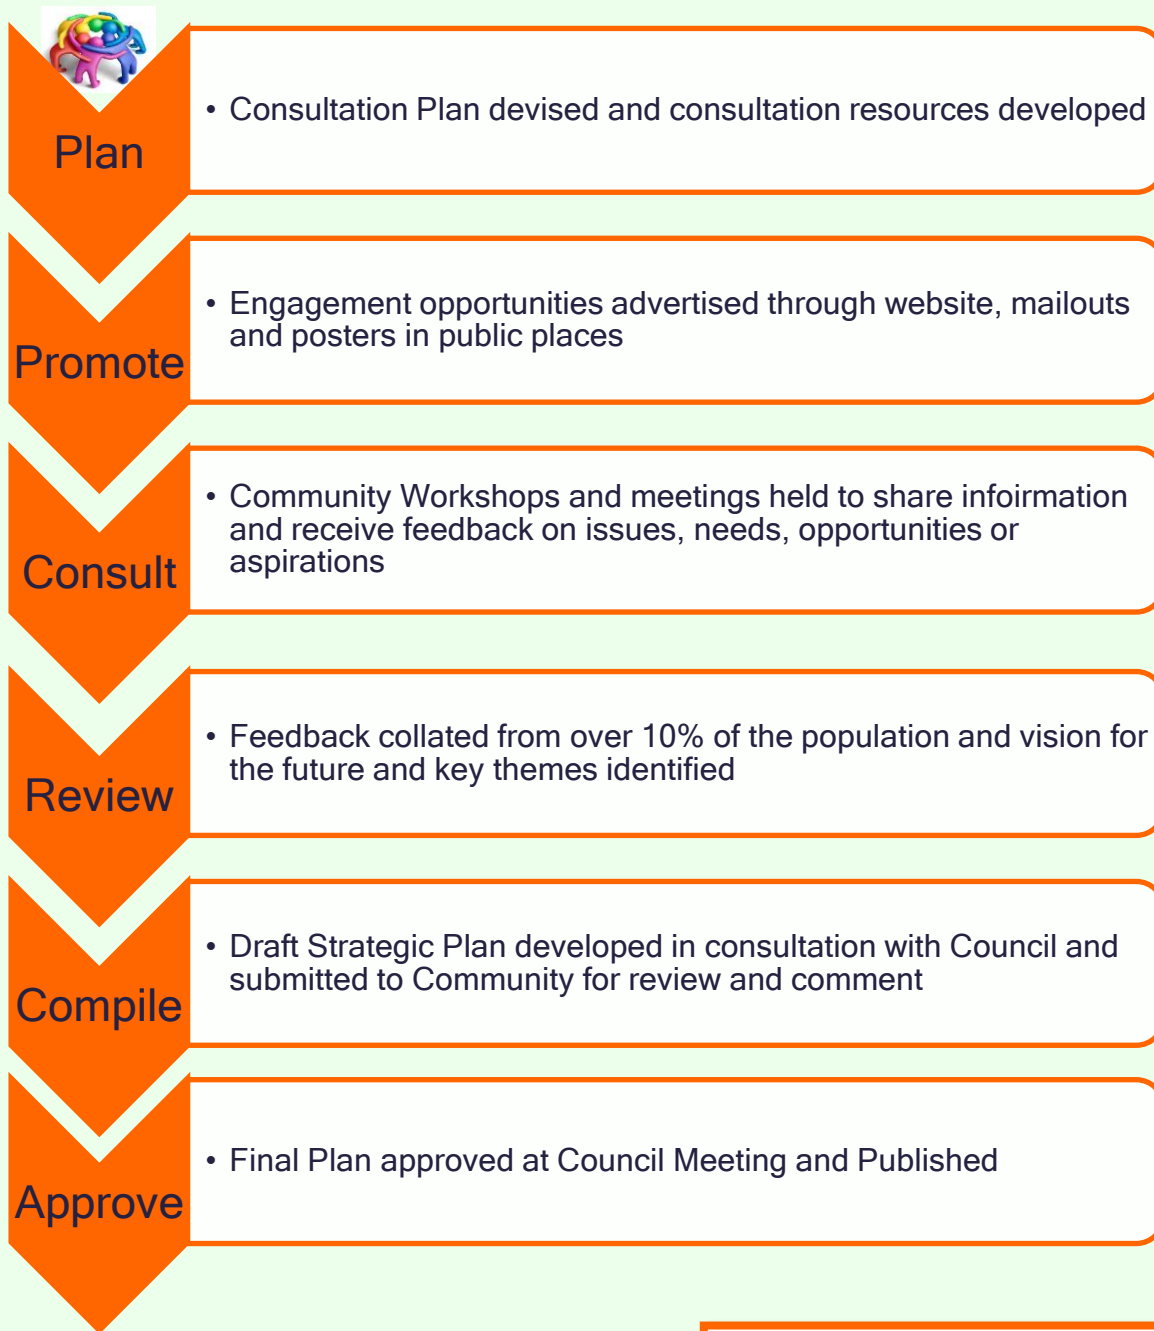 Plan
• Consultation Plan devised and consultation resources developed
Promote
• Engagement opportunities advertised through website, mailouts
and posters in public places
Consult
• Community Workshops and meetings held to share infoirmation
and receive feedback on issues, needs, opportunities or
aspirations
Review
• Feedback collated from over 10% of the population and vision for
the future and key themes identified
Compile
• Draft Strategic Plan developed in consultation with Council and
submitted to Community for review and comment
Approve
• Final Plan approved at Council Meeting and Published